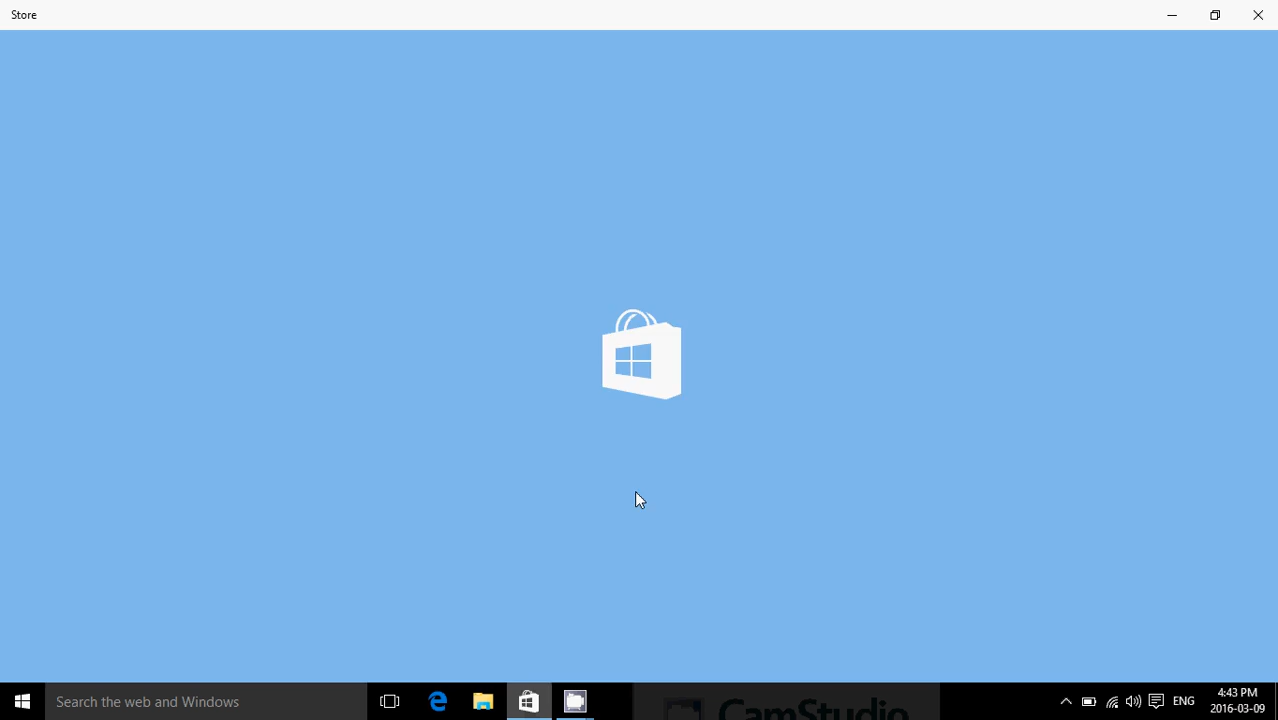 Store
Search the web and Windows
CamStudio
ENG
4:43 PM
2016-03-09